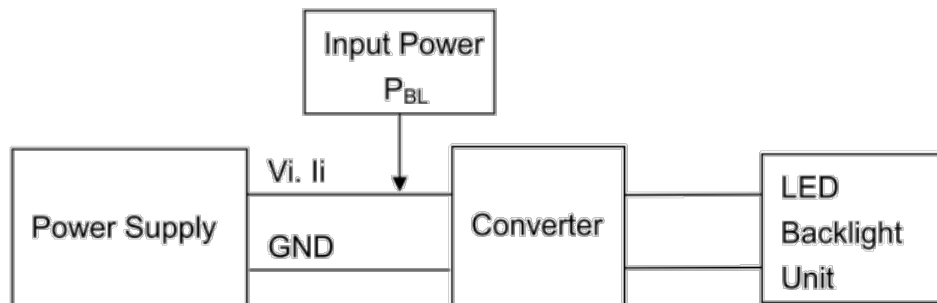 Input Power
PBL
Vi. Ii
Power Supply
GND
Converter
LED
Backlight
Unit